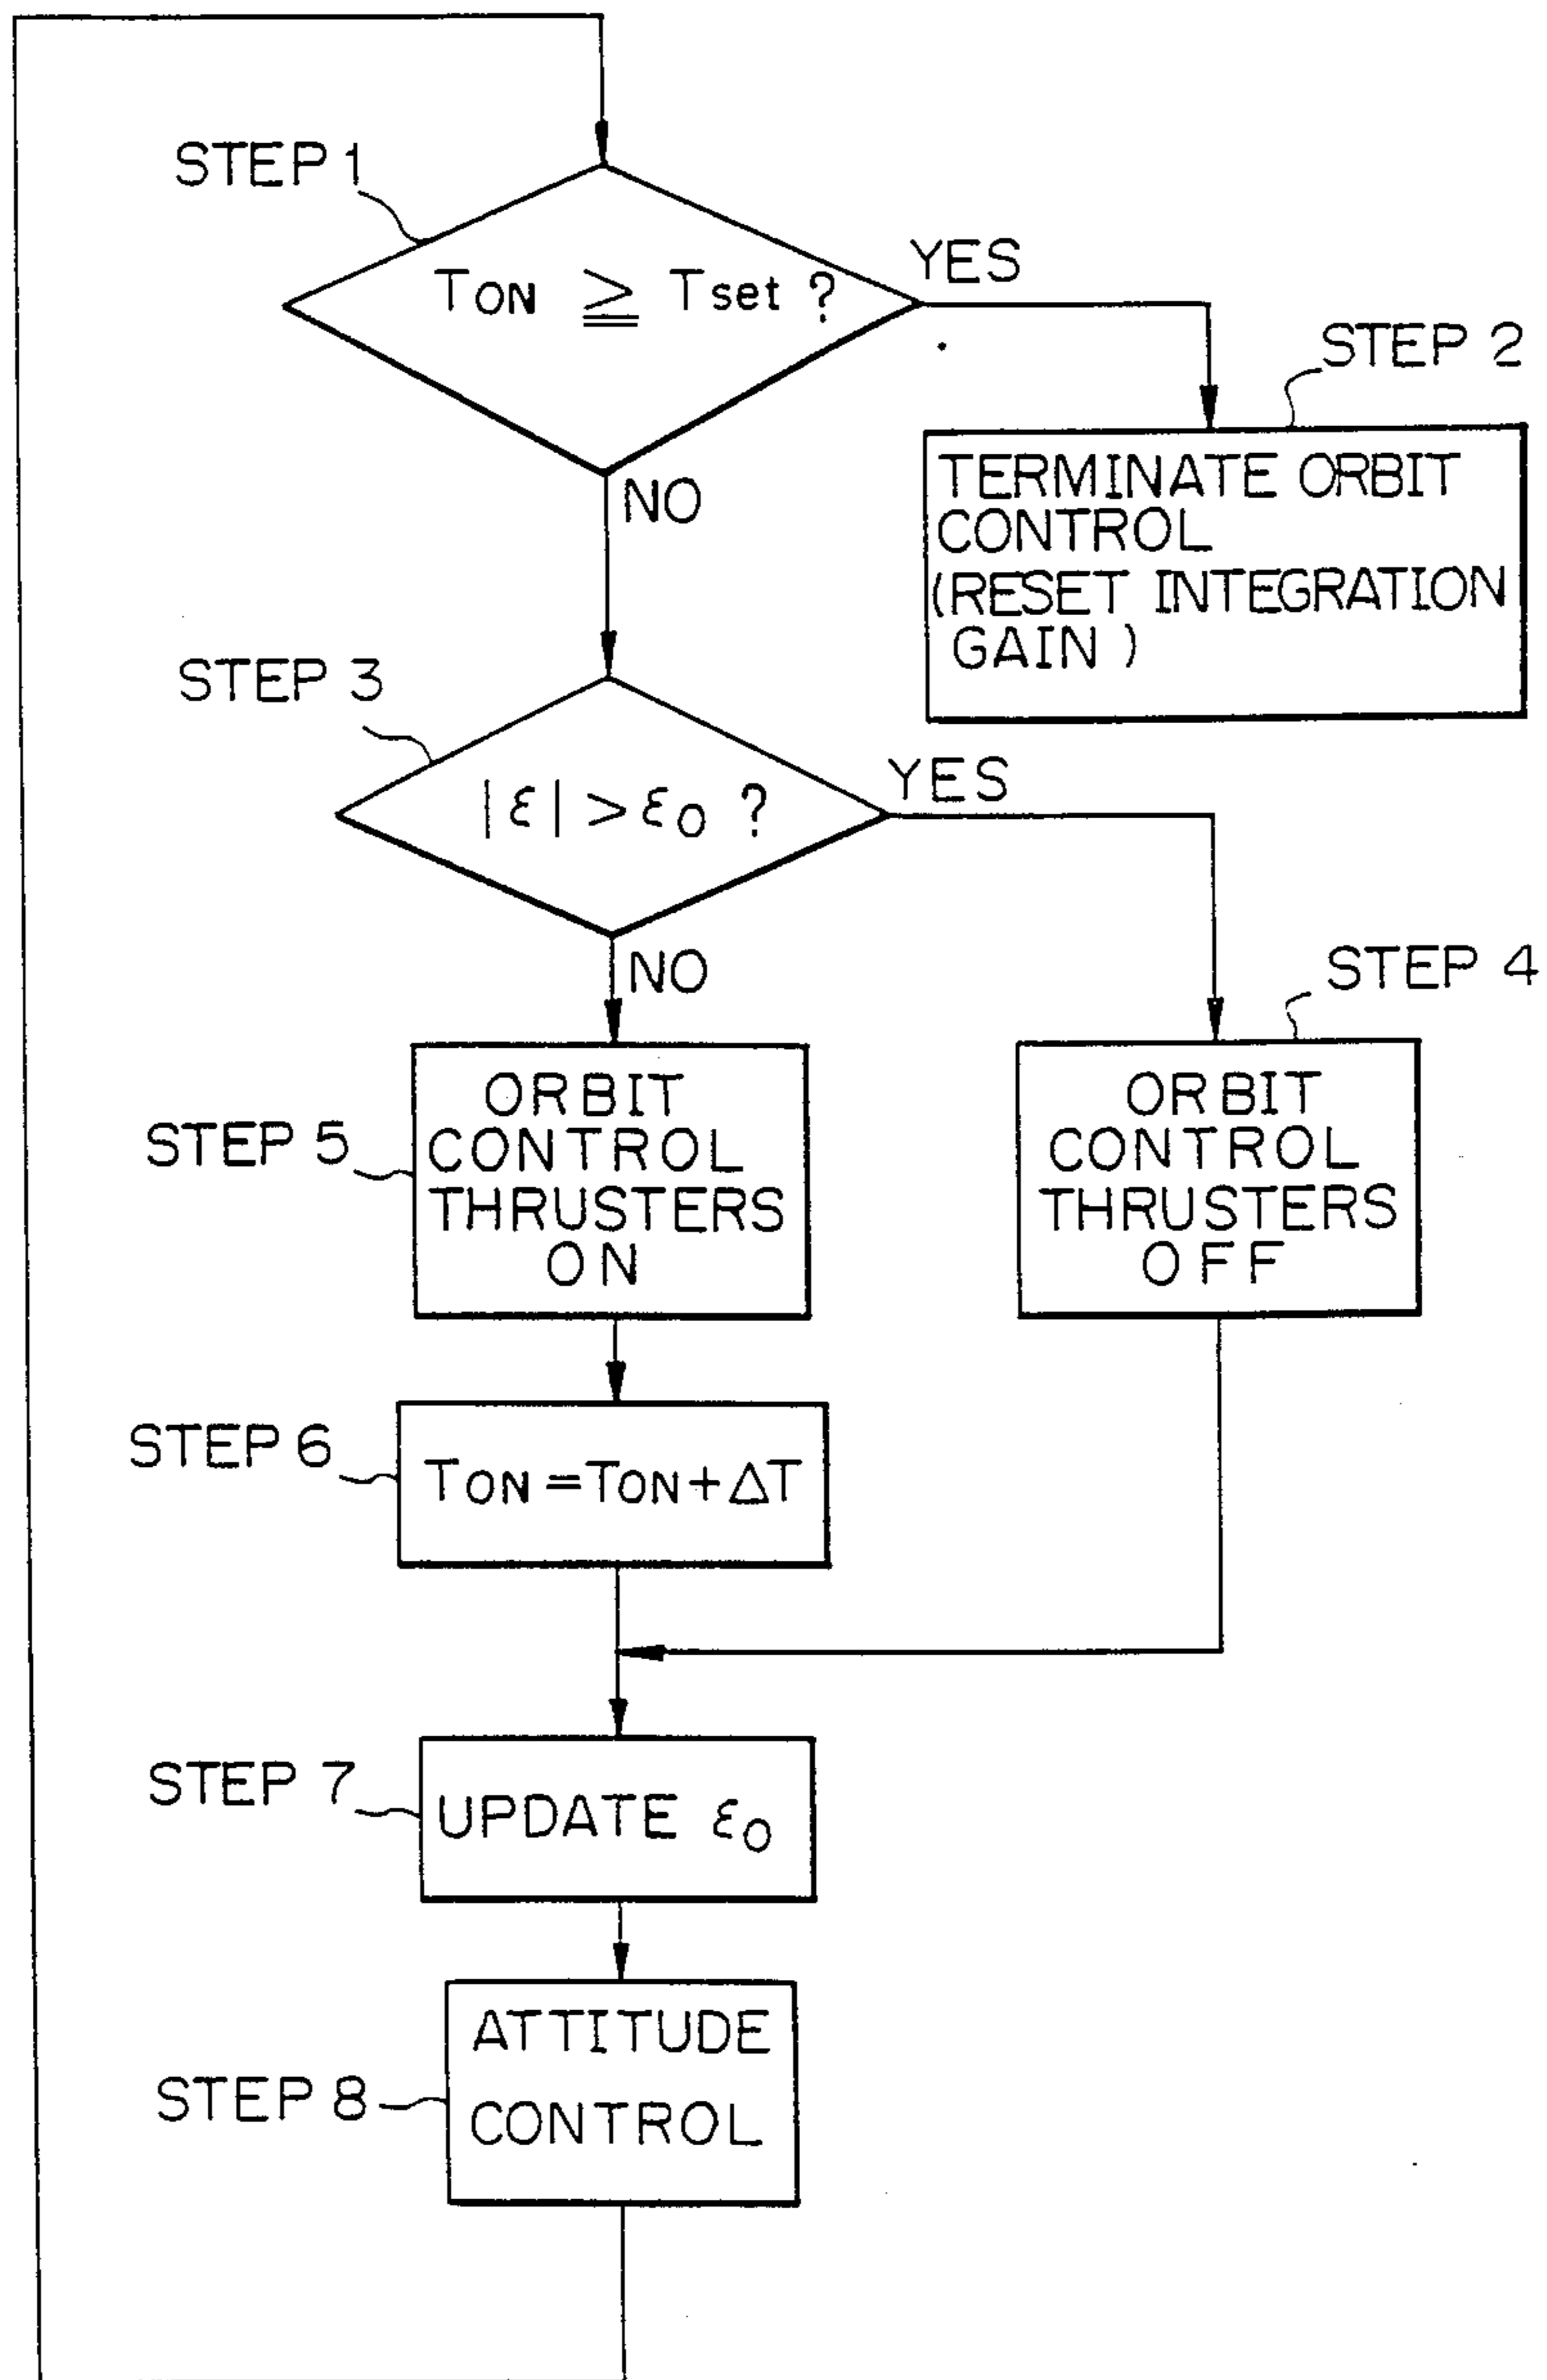 STEP 1
TON ≧ Tset ?
YES
STEP 2
TERMINATE ORBIT
CONTROL
(RESET INTEGRATION
GAIN )
NO
STEP 3
|ε| > ε0 ?
YES
NO
STEP 4
ORBIT
CONTROL
THRUSTERS
OFF
STEP 5
ORBIT
CONTROL
THRUSTERS
ON
STEP 6
TON = TON + ΔT
STEP 7
UPDATE ε0
STEP 8
ATTITUDE
CONTROL